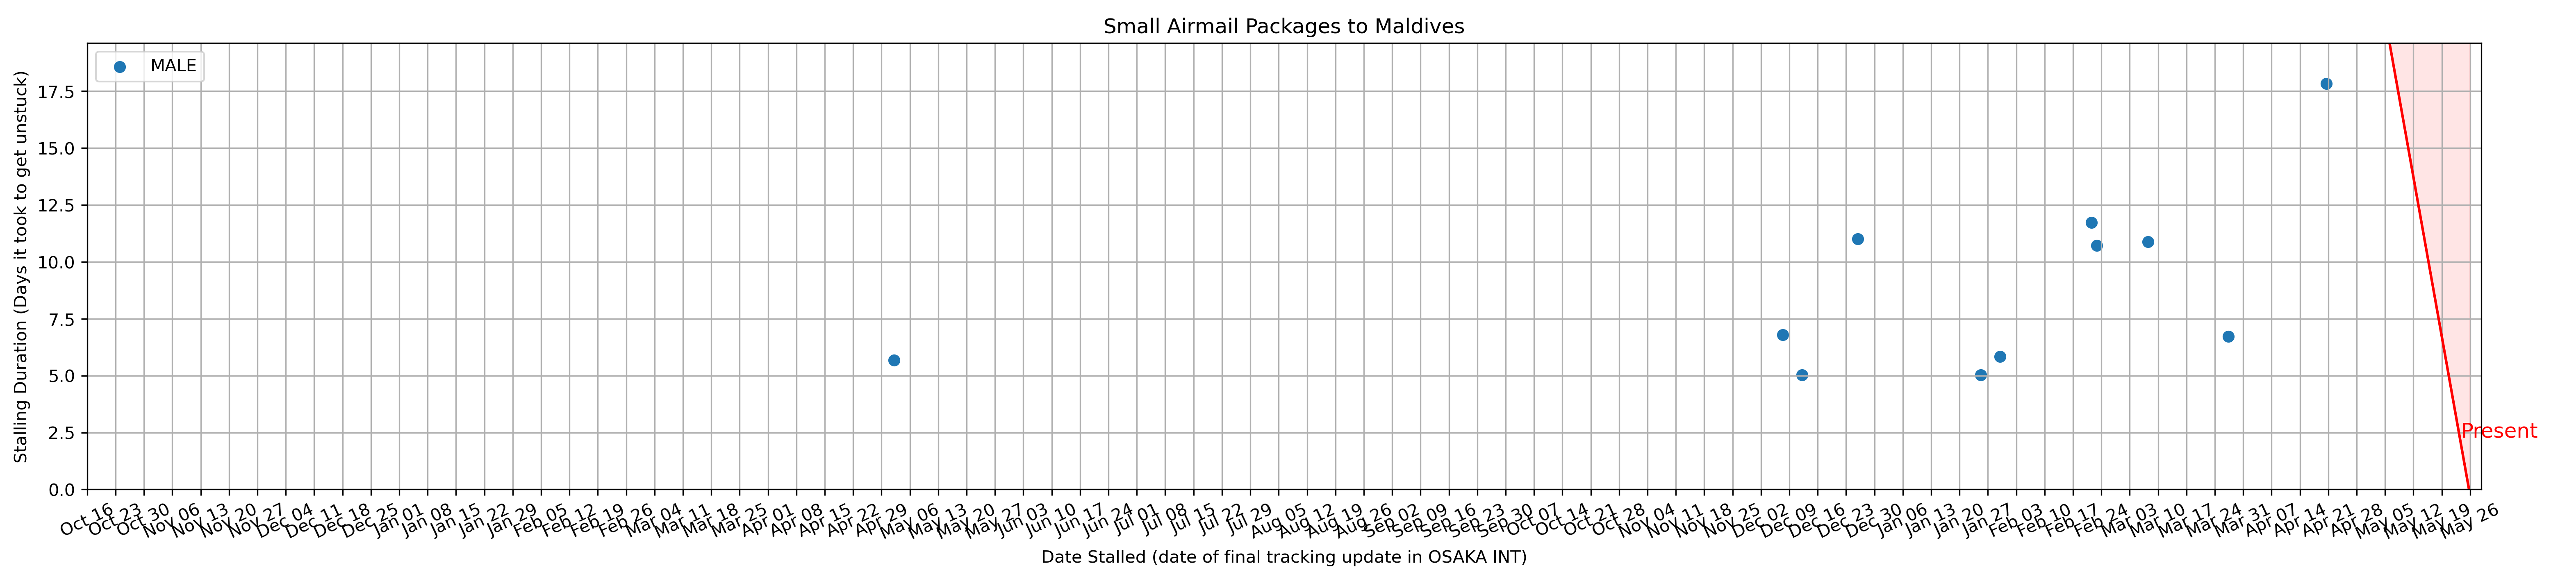 Small Airmail Packages to Maldives
MALE
Stalling Duration (Days it took to get unstuck)
17.5
15.0
12.5
10.0
7.5
5.0
2.5
0.0
Present
Oct 16 Oct 23 Oct 30 Nov 06 Nov 13 Nov 20 Nov 27 Dec 04 Dec 11 Dec 18 Dec 25 Jan 01 Jan 08 Jan 15 Jan 22 Jan 29 Feb 05 Feb 12 Feb 19 Feb 26 Mar 04 Mar 11 Mar 18 Mar 25 Apr 01 Apr 08 Apr 15 Apr 22 Apr 29 May 06 May 13 May 20 May 27 Jun 03 Jun 10 Jun 17 Jun 24 Jul 01 Jul 08 Jul 15 Jul 22 Jul 29 Aug 05 Aug 12 Aug 19 Aug 26 Sep 02 Sep 09 Sep 16 Sep 23 Sep 30 Oct 07 Oct 14 Oct 21 Oct 28 Nov 04 Nov 11 Nov 18 Nov 25 Dec 02 Dec 09 Dec 16 Dec 23 Dec 30 Jan 06 Jan 13 Jan 20 Jan 27 Feb 03 Feb 10 Feb 17 Feb 24 Mar 03 Mar 10 Mar 17 Mar 24 Mar 31 Apr 07 Apr 14 Apr 21 Apr 28 May 05 May 12 May 19 May 26
Date Stalled (date of final tracking update in OSAKA INT)